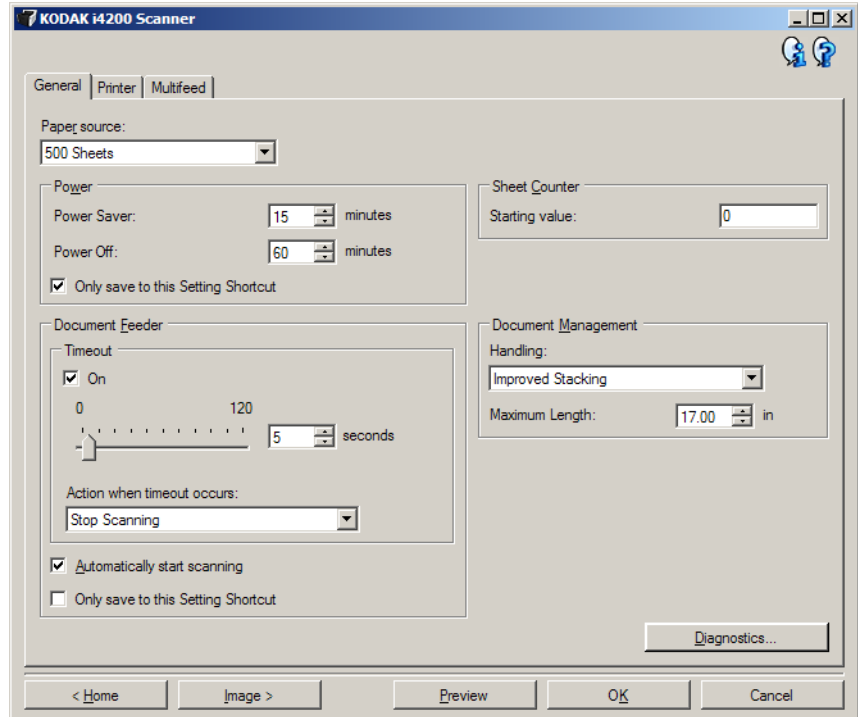 KODAK i4200 Scanner
General Printer Multifeed
Paper source:
500 Sheets
Power
Power Saver: 15 minutes
Power Off: 60 minutes
Only save to this Setting Shortcut
Sheet Counter
Starting value: 0
Document Feeder
Timeout
On
0 120
5 seconds
Action when timeout occurs:
Stop Scanning
Automatically start scanning
Only save to this Setting Shortcut
Document Management
Handling:
Improved Stacking
Maximum Length: 17.00 in
Diagnostics...
< Home Image > Preview OK Cancel